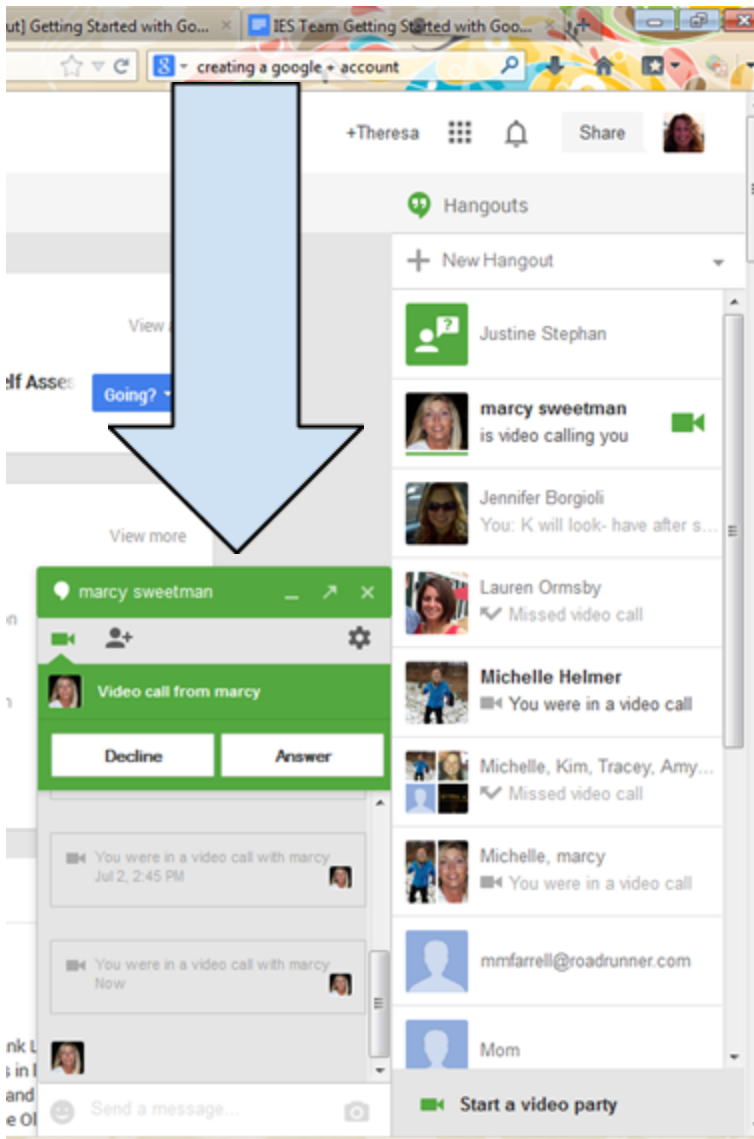 ut] Getting Started with Go...
IES Team Getting Started with Goo...
creating a google + account
+Theresa
Share
Hangouts
New Hangout
Justine Stephan
marcy sweetman
is video calling you
Jennifer Borgioli
You: K will look- have after s...
Lauren Ormsby
Missed video call
Michelle Helmer
You were in a video call
Michelle, Kim, Tracey, Amy...
Missed video call
Michelle, marcy
You were in a video call
mmfarrell@roadrunner.com
Mom
Start a video party
View
elf Asses
Going?
View more
marcy sweetman
Video call from marcy
Decline
Answer
You were in a video call with marcy
Jul 2, 2:45 PM
You were in a video call with marcy
Now
Send a message...
nk L
s in
and
e Ol